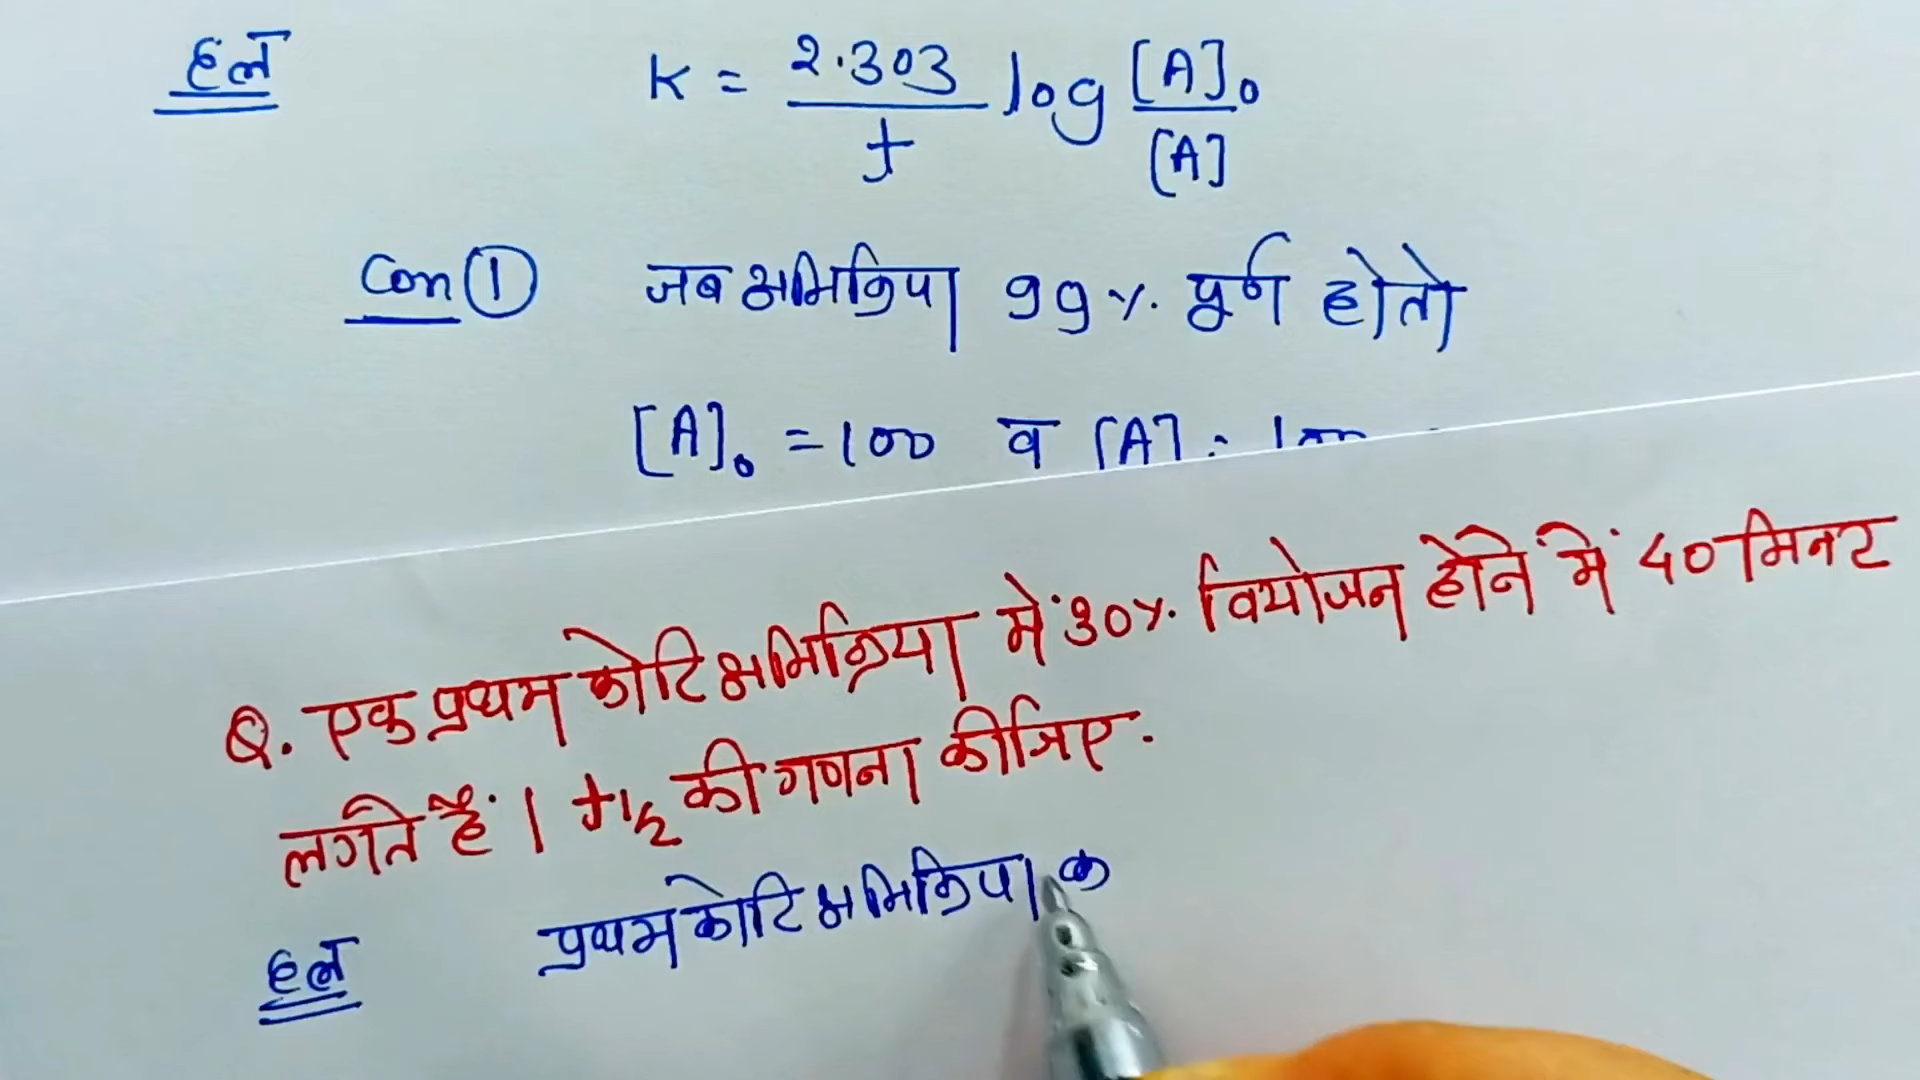 हल K = 2.303/t log [A]₀/[A]
Con ① जब अभिक्रिया 99% पूर्ण हो तो
[A]₀ = 100 व [A] = 100
Q. एक प्रथम कोटि अभिक्रिया में 30% वियोजन होने में 40 मिनट
लगते हैं। t1/2 की गणना कीजिए.
हल प्रथम कोटि अभिक्रिया क